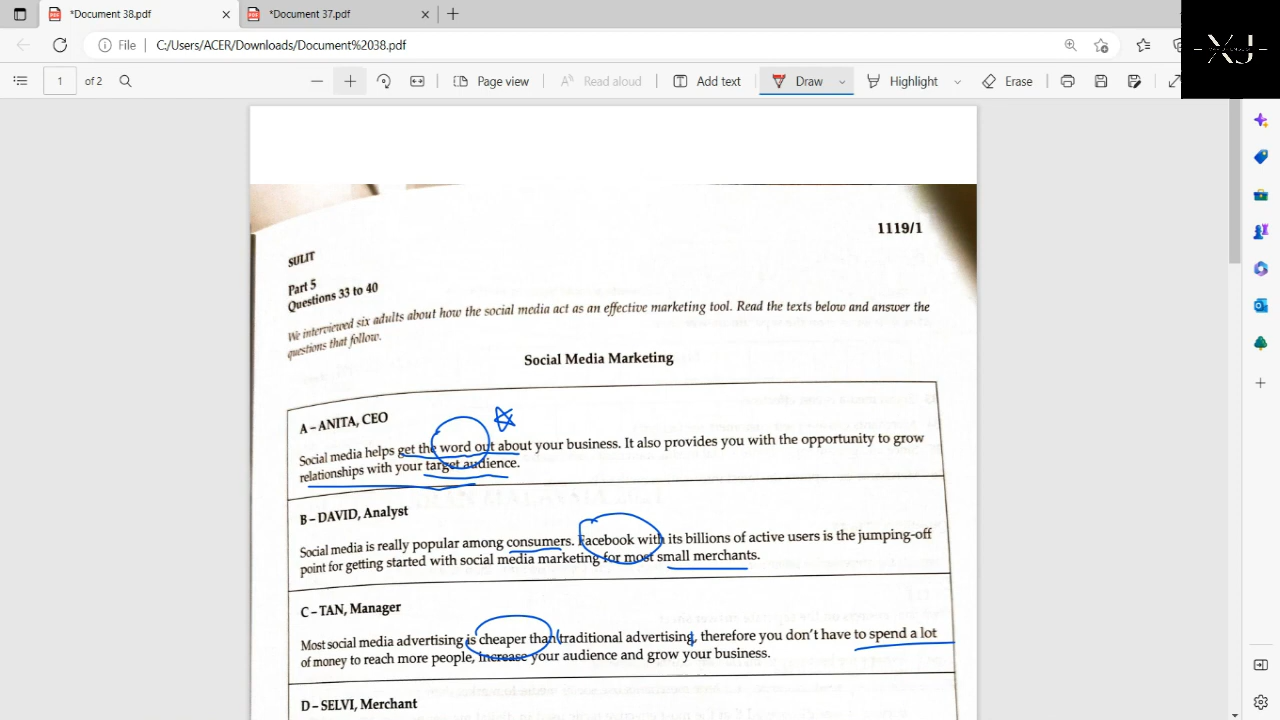 *Document 38.pdf
*Document 37.pdf
File
C:/Users/ACER/Downloads/Document%2038.pdf
XJ
1
of 2
Page view
Read aloud
Add text
Draw
Highlight
Erase
1119/1
SULIT
Part 5
Questions 33 to 40
We interviewed six adults about how the social media act as an effective marketing tool. Read the texts below and answer the
questions that follow.
Social Media Marketing
A – ANITA, CEO
Social media helps get the word out about your business. It also provides you with the opportunity to grow
relationships with your target audience.
B – DAVID, Analyst
Social media is really popular among consumers. Facebook with its billions of active users is the jumping-off
point for getting started with social media marketing for most small merchants.
C – TAN, Manager
Most social media advertising is cheaper than traditional advertising, therefore you don't have to spend a lot
of money to reach more people, increase your audience and grow your business.
D – SELVI, Merchant